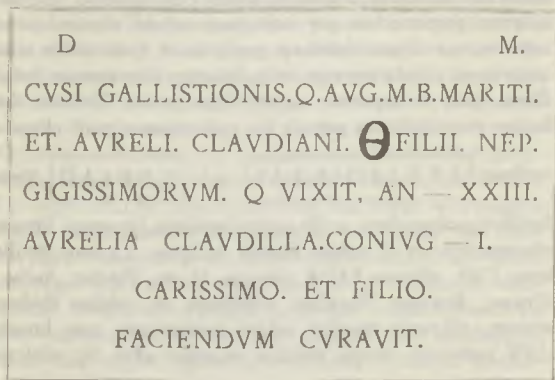 D M.
CVSI GALLISTIONIS.Q.AVG.M.B.MARITI.
ET. AVRELI. CLAVDIANI. Θ FILII. NEP.
GIGISSIMORVM. Q VIXIT, AN — XXIII.
AVRELIA CLAVDILLA.CONIVG — I.
CARISSIMO. ET FILIO.
FACIENDVM CVRAVIT.